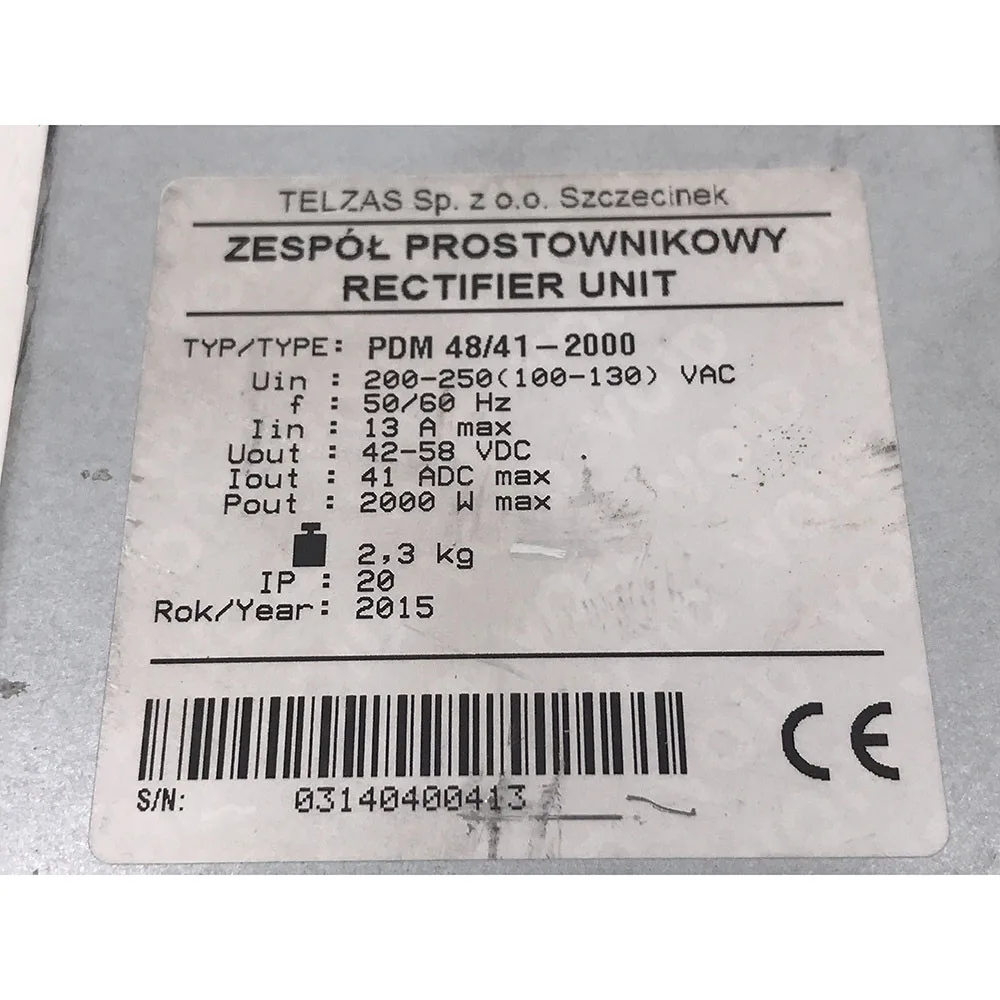 TELZAS Sp. z o.o. Szczecinek
ZESPÓŁ PROSTOWNIKOWY
RECTIFIER UNIT
TYP/TYPE: PDM 48/41-2000
Uin : 200-250(100-130) VAC
f : 50/60 Hz
Iin : 13 A max
Uout : 42-58 VDC
Iout : 41 ADC max
Pout : 2000 W max
2,3 kg
IP : 20
Rok/Year: 2015
CE
S/N: 03140400413